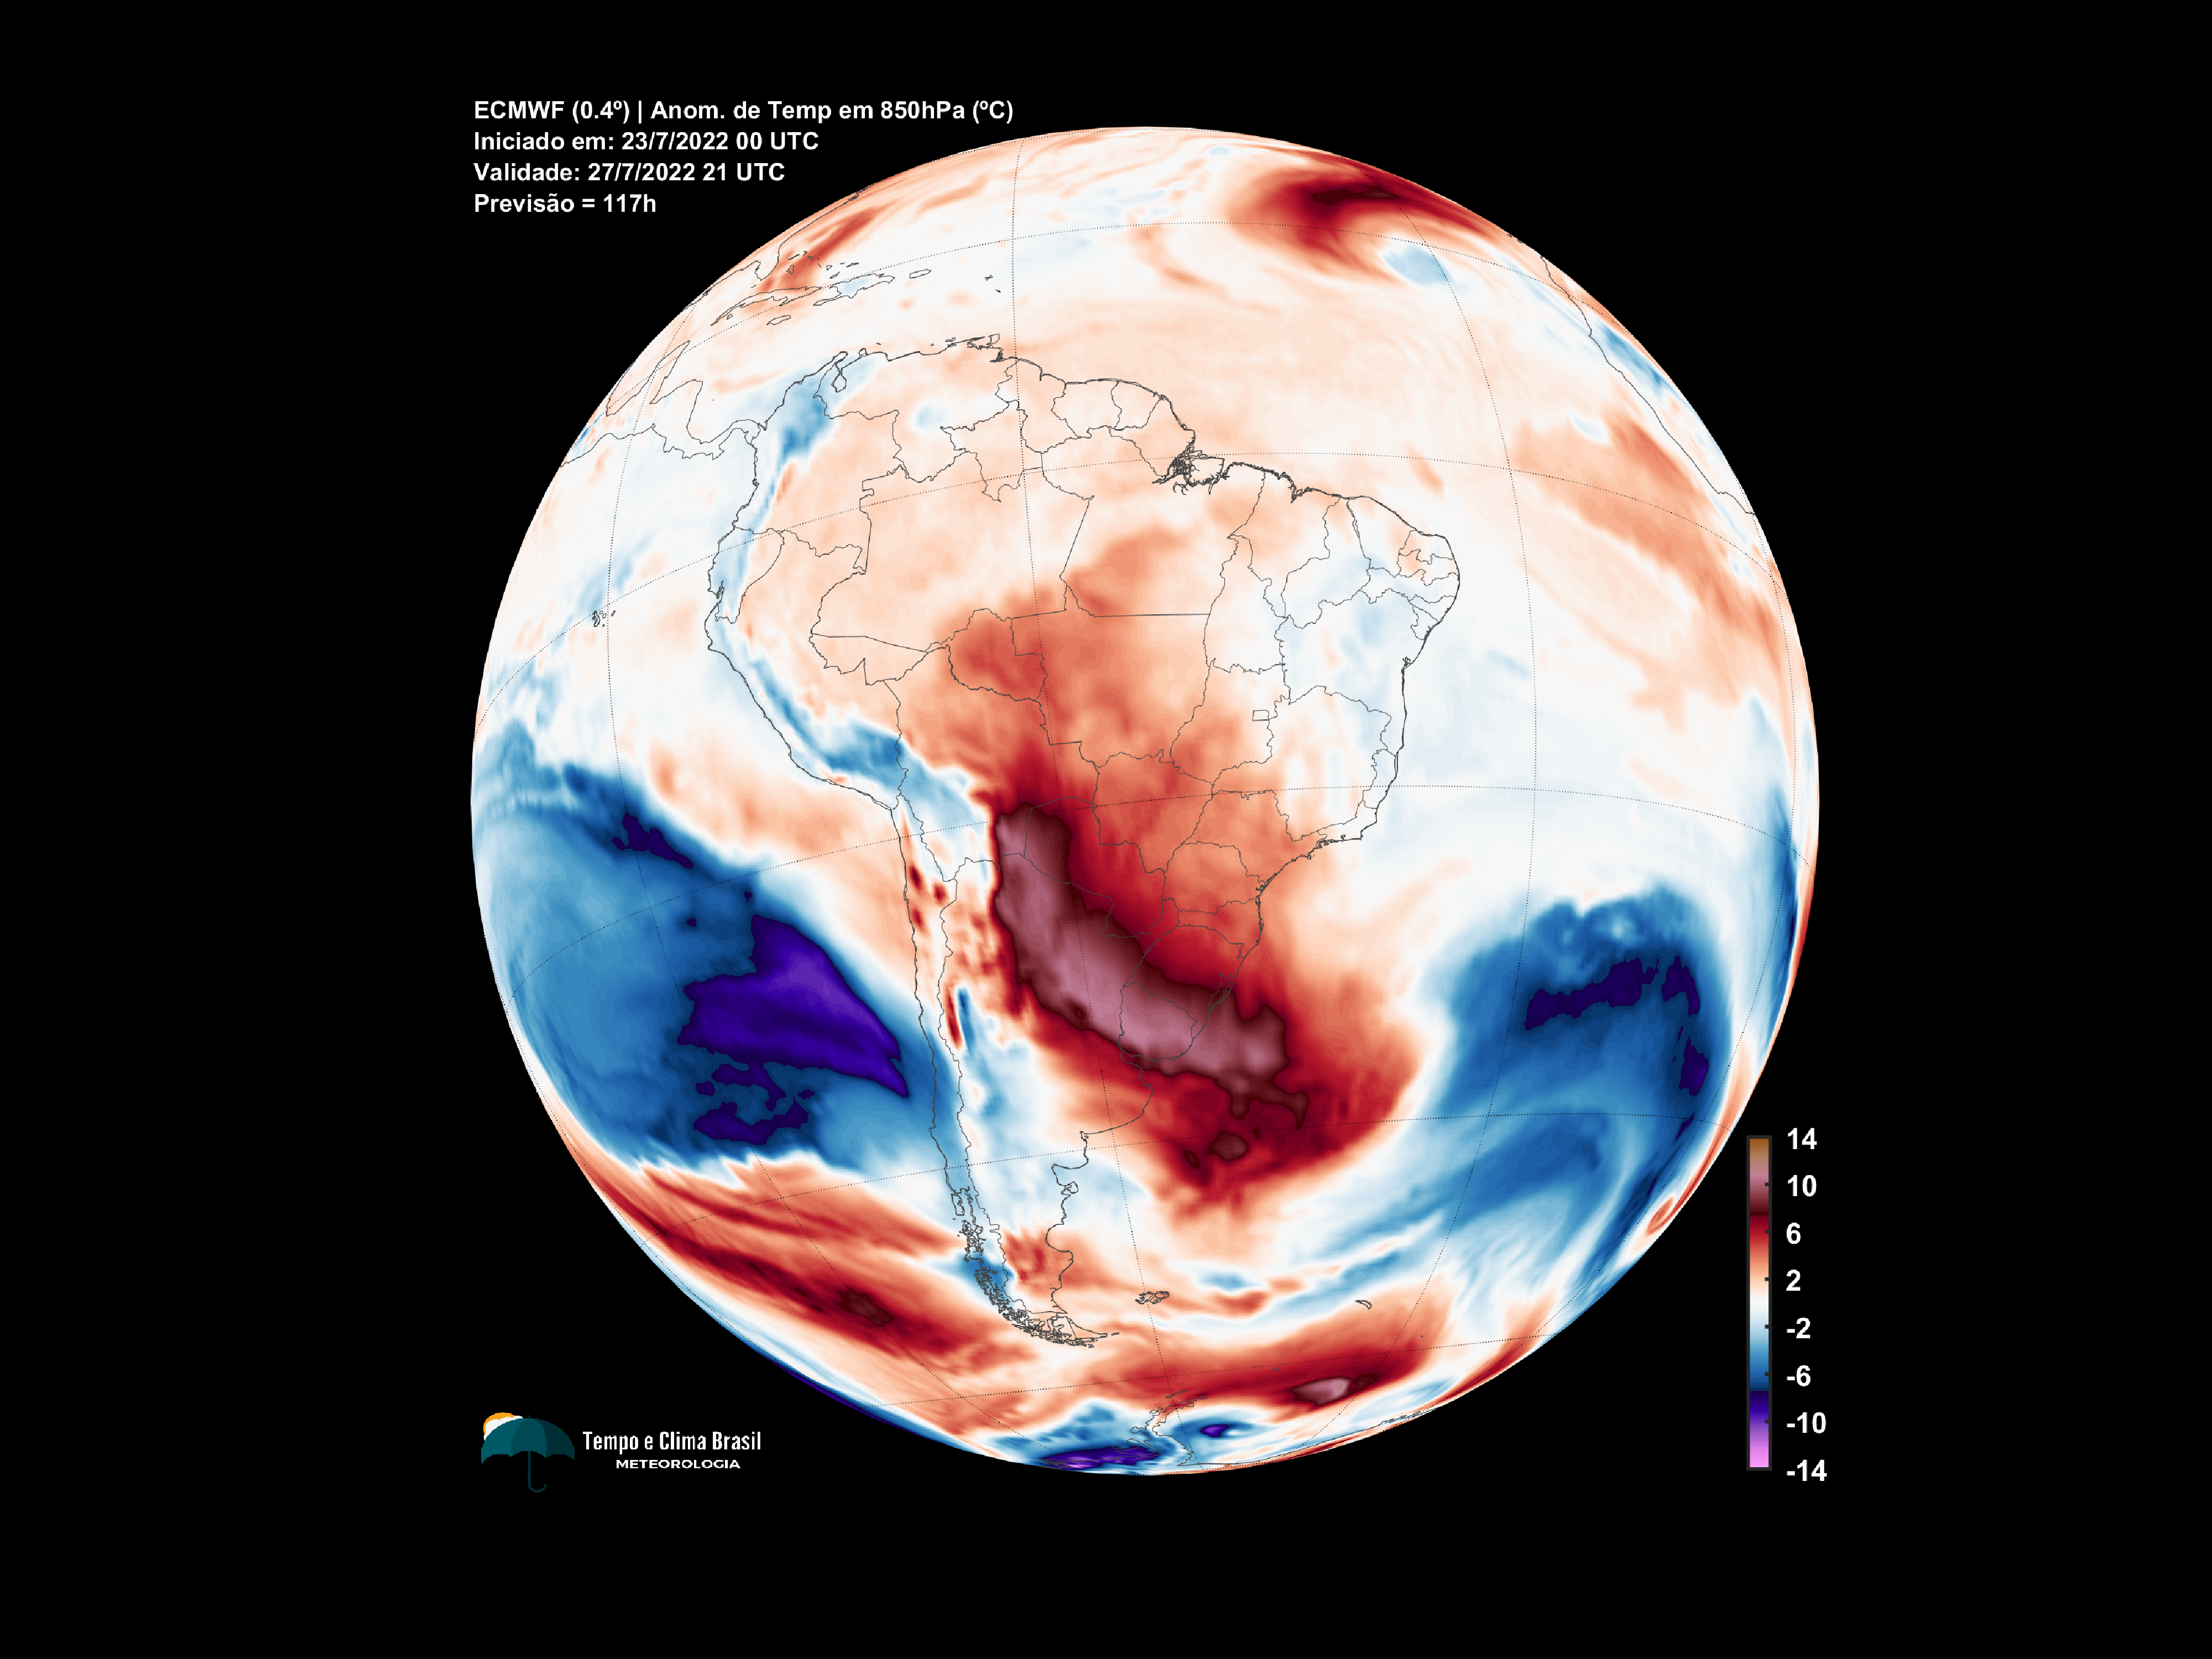 ECMWF (0.4º) | Anom. de Temp em 850hPa (ºC)
Iniciado em: 23/7/2022 00 UTC
Validade: 27/7/2022 21 UTC
Previsão = 117h
14
10
6
2
-2
-6
-10
-14
Tempo e Clima Brasil
METEOROLOGIA